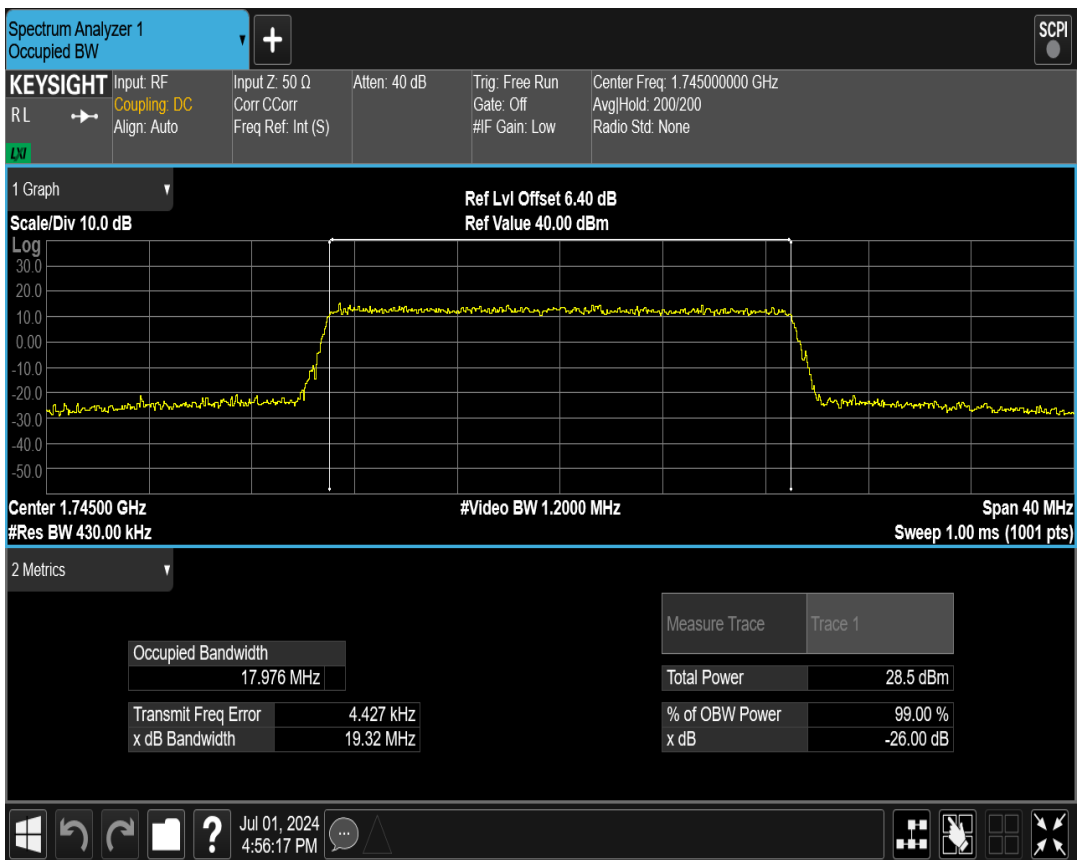 Spectrum Analyzer 1
Occupied BW
+
SCPI
KEYSIGHT
R L
LXI
Input: RF
Coupling: DC
Align: Auto
Input Z: 50 Ω
Corr CCorr
Freq Ref: Int (S)
Atten: 40 dB
Trig: Free Run
Gate: Off
#IF Gain: Low
Center Freq: 1.745000000 GHz
Avg|Hold: 200/200
Radio Std: None
1 Graph
Scale/Div 10.0 dB
Ref Lvl Offset 6.40 dB
Ref Value 40.00 dBm
Log
30.0
20.0
10.0
0.00
-10.0
-20.0
-30.0
-40.0
-50.0
Center 1.74500 GHz
#Res BW 430.00 kHz
#Video BW 1.2000 MHz
Span 40 MHz
Sweep 1.00 ms (1001 pts)
2 Metrics
Measure Trace Trace 1
Occupied Bandwidth
17.976 MHz
Total Power 28.5 dBm
Transmit Freq Error 4.427 kHz
% of OBW Power 99.00 %
x dB Bandwidth 19.32 MHz
x dB -26.00 dB
?
Jul 01, 2024
4:56:17 PM